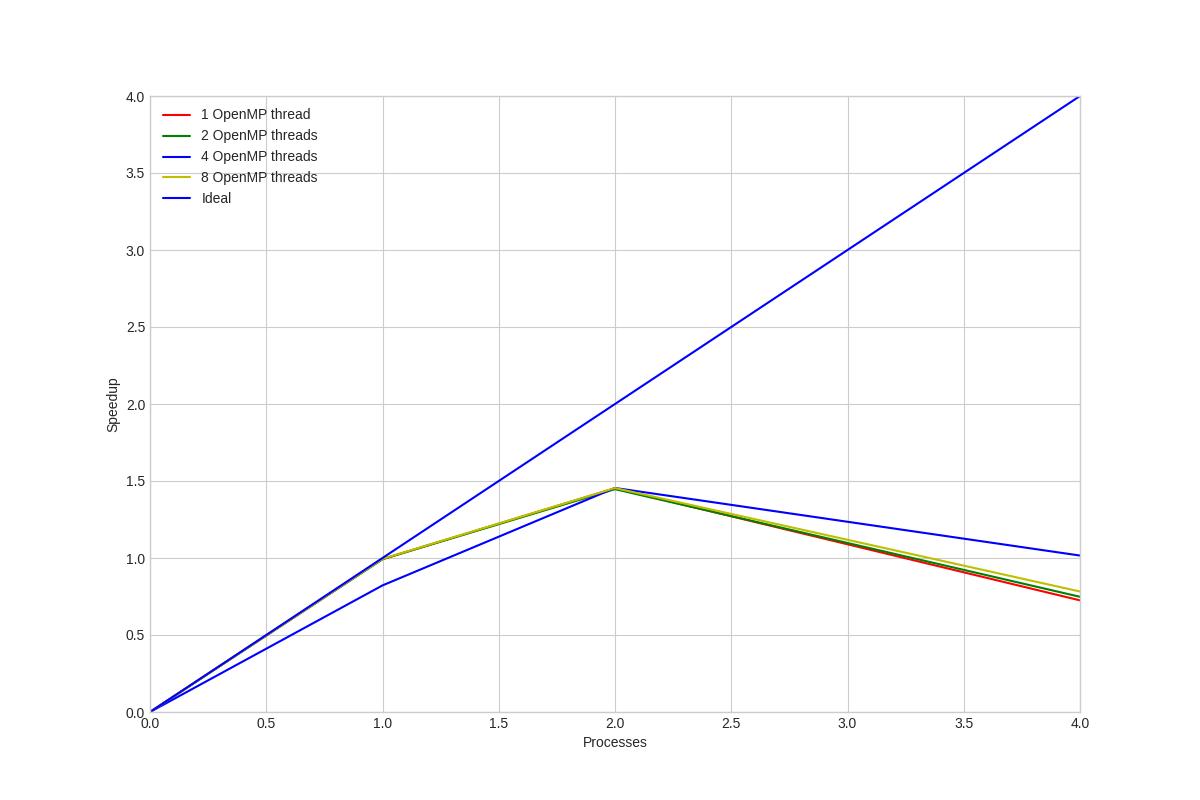 4.0
3.5
3.0
2.5
2.0
1.5
1.0
0.5
0.0
Speedup
1 OpenMP thread
2 OpenMP threads
4 OpenMP threads
8 OpenMP threads
Ideal
0.0 0.5 1.0 1.5 2.0 2.5 3.0 3.5 4.0
Processes